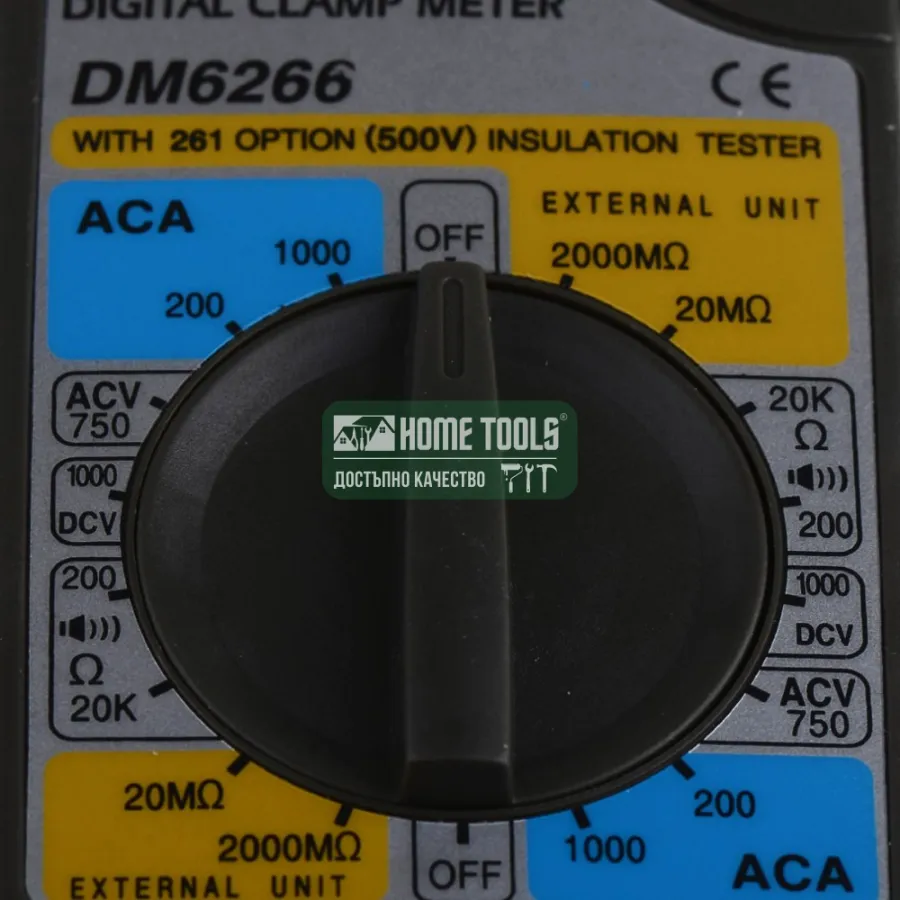 DIGITAL CLAMP METER
DM6266 CE
WITH 261 OPTION (500V) INSULATION TESTER
ACA
OFF
EXTERNAL UNIT
1000
2000MΩ
200
20MΩ
ACV
750
20K
Ω
1000
DCV
200
200
1000
DCV
Ω
20K
ACV
750
HOME TOOLS®
ДОСТЪПНО КАЧЕСТВО
20MΩ
200
2000MΩ
1000
EXTERNAL UNIT
OFF
ACA